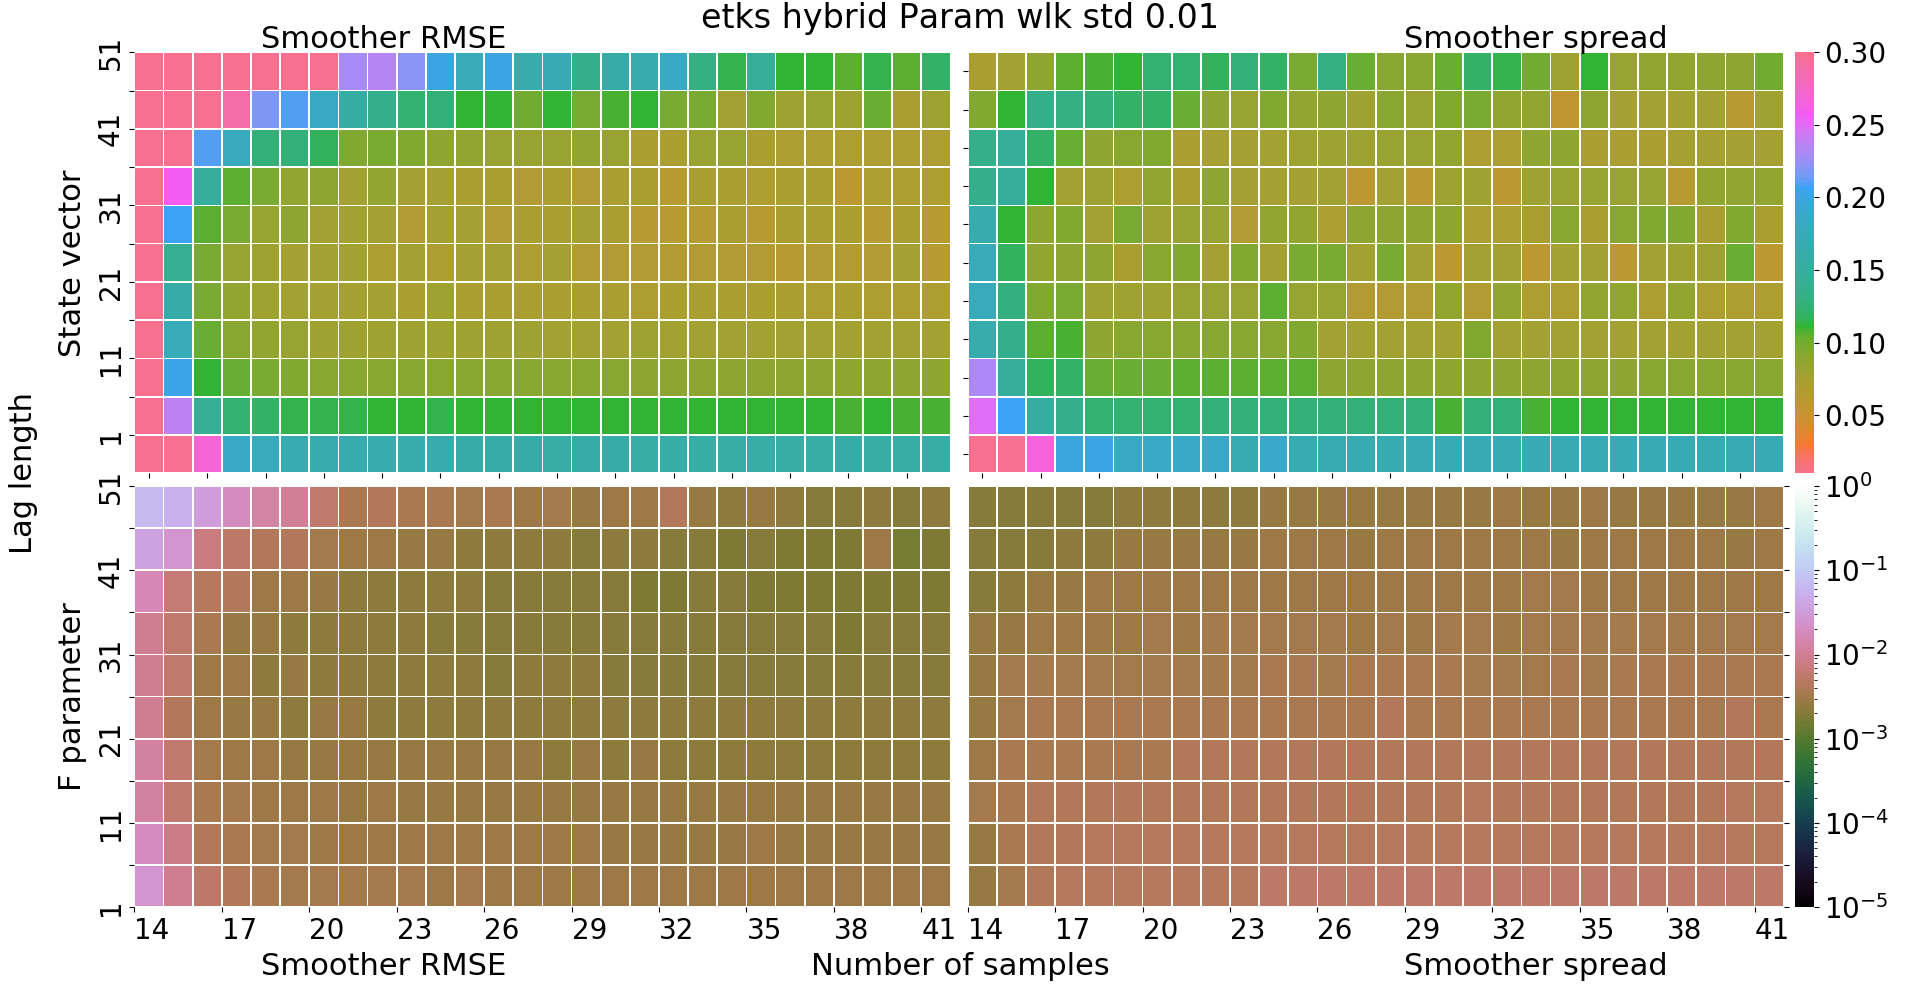 etks hybrid Param wlk std 0.01
Smoother RMSE
Smoother spread
51
41
31
21
11
1
State vector
0.30
0.25
0.20
0.15
0.10
0.05
Lag length
51
41
31
21
11
1
F parameter
10^0
10^−1
10^−2
10^−3
10^−4
10^−5
14 17 20 23 26 29 32 35 38 41
14 17 20 23 26 29 32 35 38 41
Smoother RMSE
Number of samples
Smoother spread